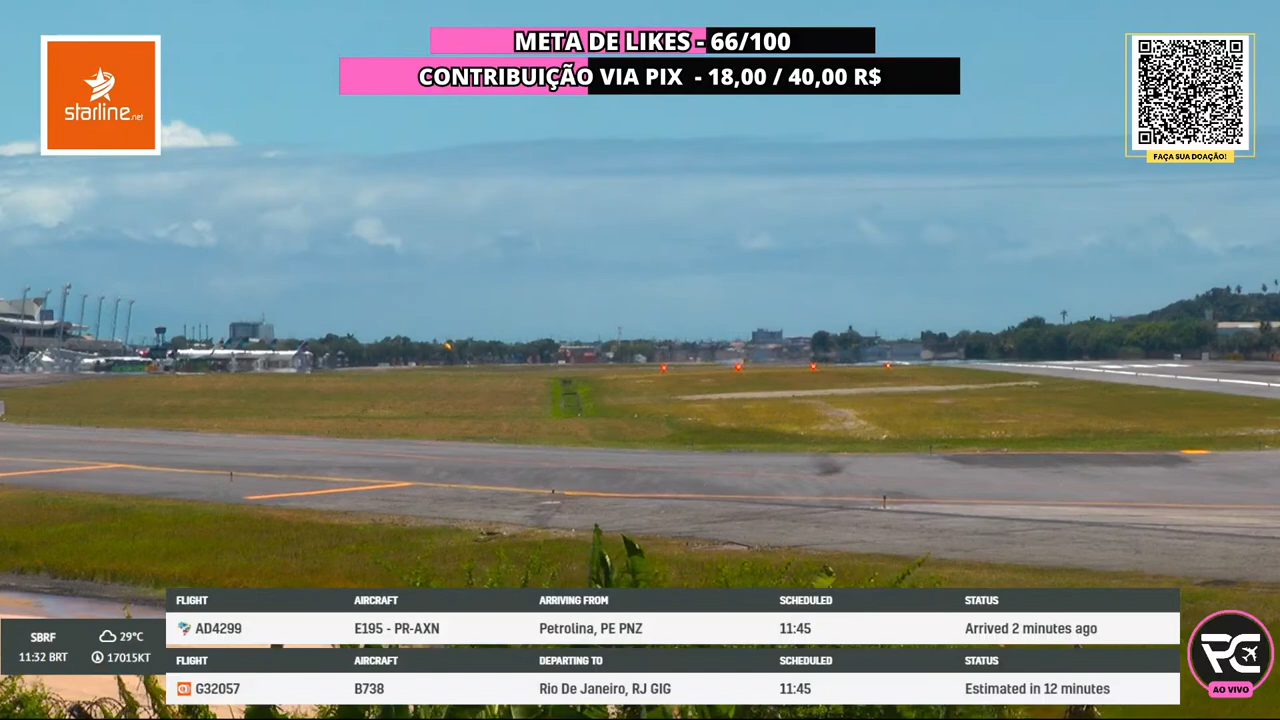 META DE LIKES - 66/100
CONTRIBUIÇÃO VIA PIX - 18,00 / 40,00 R$
starline.net
FAÇA SUA DOAÇÃO!
FLIGHT AIRCRAFT ARRIVING FROM SCHEDULED STATUS
AD4299 E195 - PR-AXN Petrolina, PE PNZ 11:45 Arrived 2 minutes ago
SBRF 29°C
11:32 BRT 17015KT
FLIGHT AIRCRAFT DEPARTING TO SCHEDULED STATUS
G32057 B738 Rio De Janeiro, RJ GIG 11:45 Estimated in 12 minutes
RC
AO VIVO